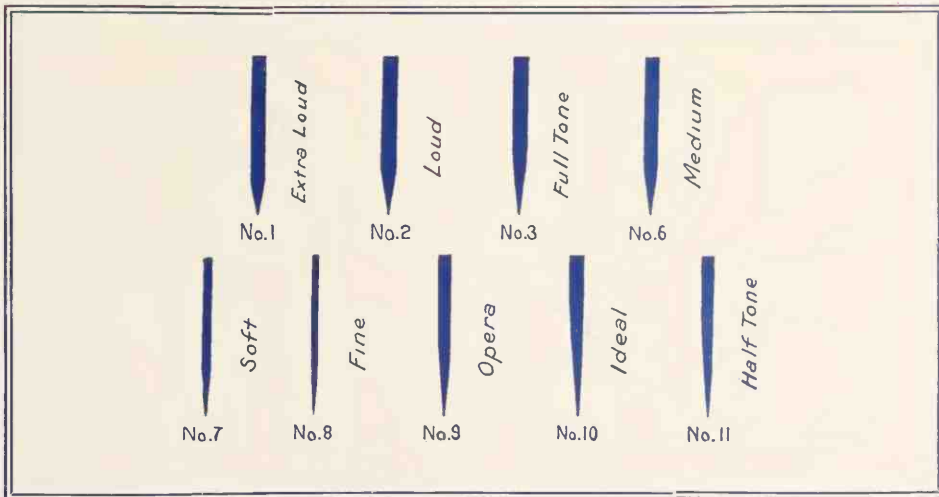 Extra Loud
No.1
Loud
No.2
Full Tone
No.3
Medium
No.6
Soft
No.7
Fine
No.8
Opera
No.9
Ideal
No.10
Half Tone
No.11